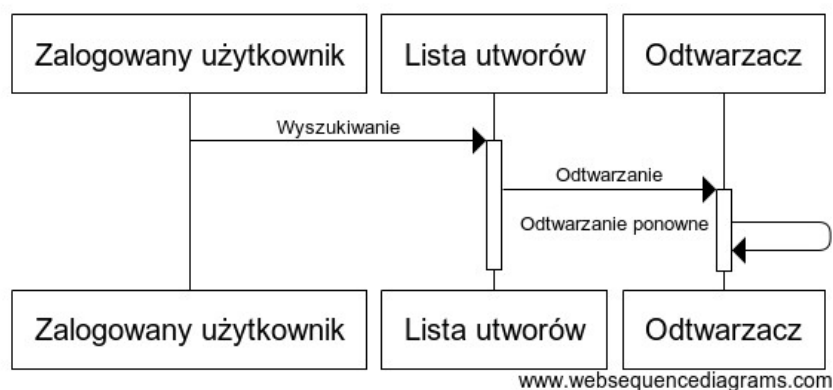 Zalogowany użytkownik
Lista utworów
Odtwarzacz
Wyszukiwanie
Odtwarzanie
Odtwarzanie ponowne
Zalogowany użytkownik
Lista utworów
Odtwarzacz
www.websequencediagrams.com